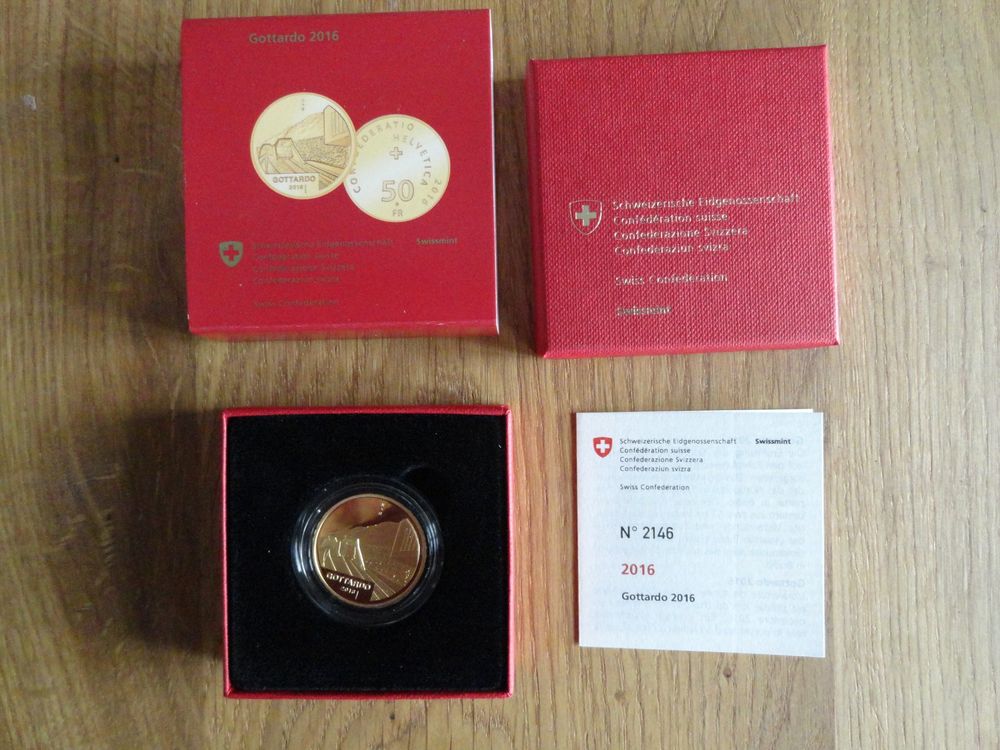 Gottardo 2016
GOTTARDO
2016
CONFOEDERATIO HELVETICA 2016
50
FR
Schweizerische Eidgenossenschaft Swissmint
Confédération suisse
Confederazione Svizzera
Confederaziun svizra
Swiss Confederation
Schweizerische Eidgenossenschaft
Confédération suisse
Confederazione Svizzera
Confederaziun svizra
Swiss Confederation
Swissmint
GOTTARDO
2016
Schweizerische Eidgenossenschaft Swissmint
Confédération suisse
Confederazione Svizzera
Confederaziun svizra
Swiss Confederation
N° 2146
2016
Gottardo 2016